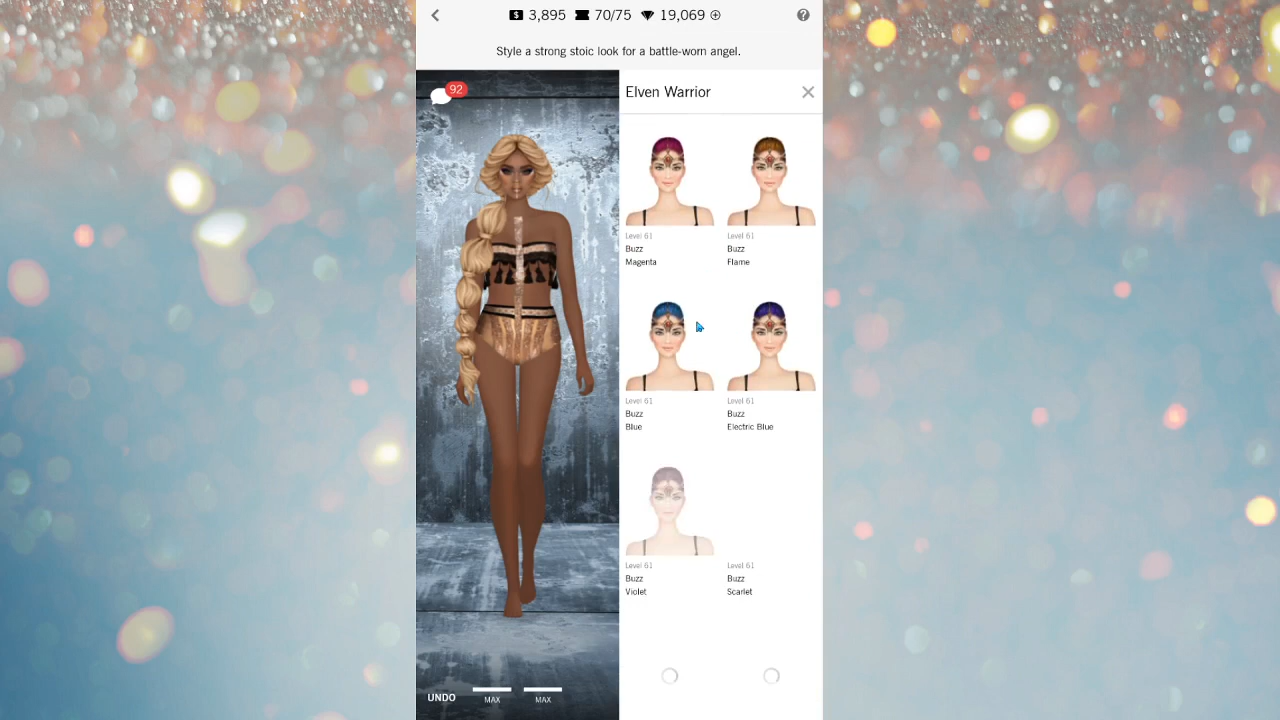 3,895 70/75 19,069
Style a strong stoic look for a battle-worn angel.
92
Elven Warrior
Level 61
Buzz
Magenta
Level 61
Buzz
Flame
Level 61
Buzz
Blue
Level 61
Buzz
Electric Blue
Level 61
Buzz
Violet
Level 61
Buzz
Scarlet
UNDO
MAX
MAX